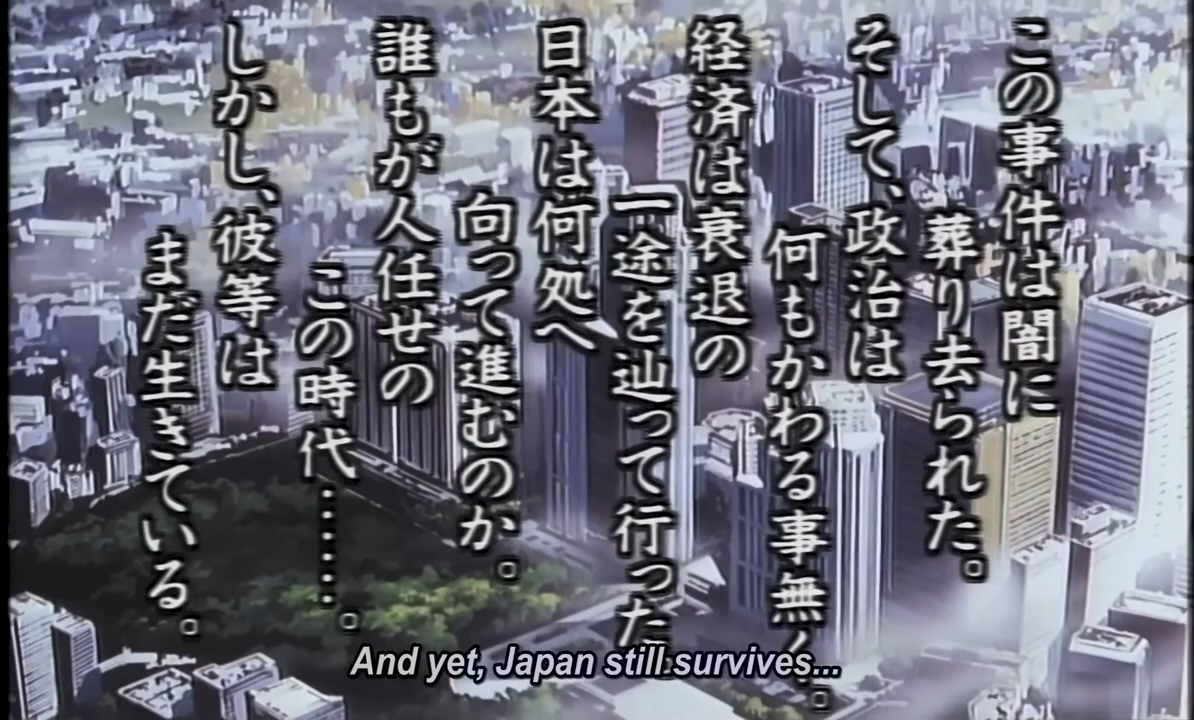 この事件は闇に
葬り去られた。
そして、政治は
何もかわる事無く。
経済は衰退の
一途を辿って行った。
日本は何処へ
向って進むのか。
誰もが人任せの
この時代……。
しかし、彼等は
まだ生きている。
And yet, Japan still survives...